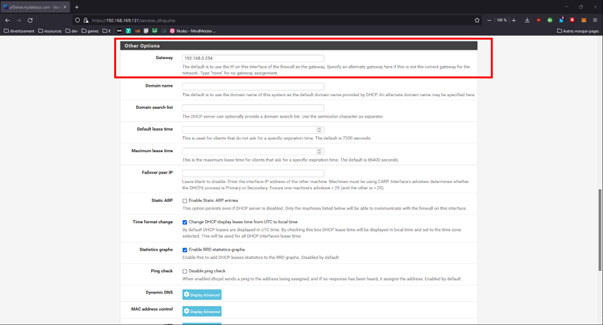 pfSense.mydespys.com - Serv
https://192.168.169.131/services_dhcp.php
100 %
divertissement
ressources
dev
games
Nodes - MindMeister ...
Autres marque-pages
Other Options
Gateway
192.168.0.254
The default is to use the IP on this interface of the firewall as the gateway. Specify an alternate gateway here if this is not the correct gateway for the
network. Type "none" for no gateway assignment.
Domain name
The default is to use the domain name of this system as the default domain name provided by DHCP. An alternate domain name may be specified here.
Domain search list
The DHCP server can optionally provide a domain search list. Use the semicolon character as separator.
Default lease time
This is used for clients that do not ask for a specific expiration time. The default is 7200 seconds.
Maximum lease time
This is the maximum lease time for clients that ask for a specific expiration time. The default is 86400 seconds.
Failover peer IP
Leave blank to disable. Enter the interface IP address of the other machine. Machines must be using CARP. Interface's advskew determines whether
the DHCPd process is Primary or Secondary. Ensure one machine's advskew < 20 (and the other is > 20).
Static ARP
Enable Static ARP entries
This option persists even if DHCP server is disabled. Only the machines listed below will be able to communicate with the firewall on this interface.
Time format change
Change DHCP display lease time from UTC to local time
By default DHCP leases are displayed in UTC time. By checking this box DHCP lease time will be displayed in local time and set to the time zone
selected. This will be used for all DHCP interfaces lease time.
Statistics graphs
Enable RRD statistics graphs
Enable this to add DHCP leases statistics to the RRD graphs. Disabled by default.
Ping check
Disable ping check
When enabled dhcpd sends a ping to the address being assigned, and if no response has been heard, it assigns the address. Enabled by default.
Dynamic DNS
Display Advanced
MAC address control
Display Advanced